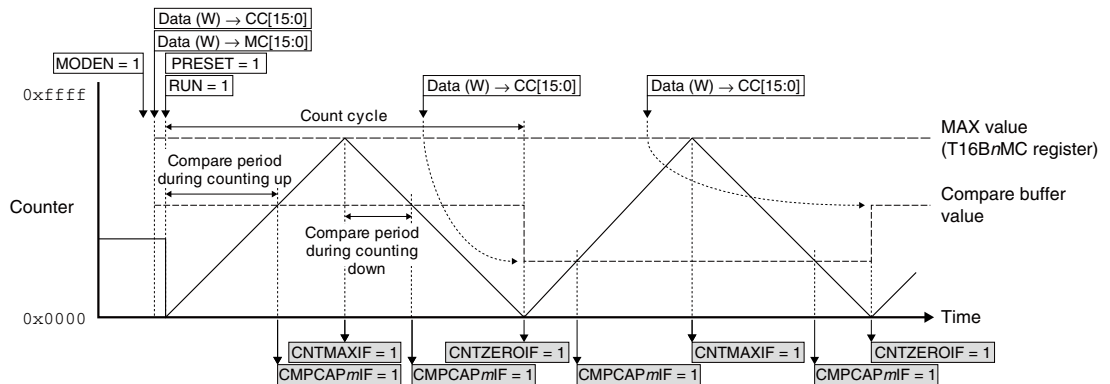 Data (W) → CC[15:0]
Data (W) → MC[15:0]
MODEN = 1
PRESET = 1
RUN = 1
Data (W) → CC[15:0]
Data (W) → CC[15:0]
0xffff
Count cycle
MAX value
(T16BnMC register)
Compare period
during counting up
Compare buffer
value
Counter
Compare period
during counting
down
0x0000
Time
CNTMAXIF = 1
CNTZEROIF = 1
CNTMAXIF = 1
CNTZEROIF = 1
CMPCAPmIF = 1
CMPCAPmIF = 1
CMPCAPmIF = 1
CMPCAPmIF = 1